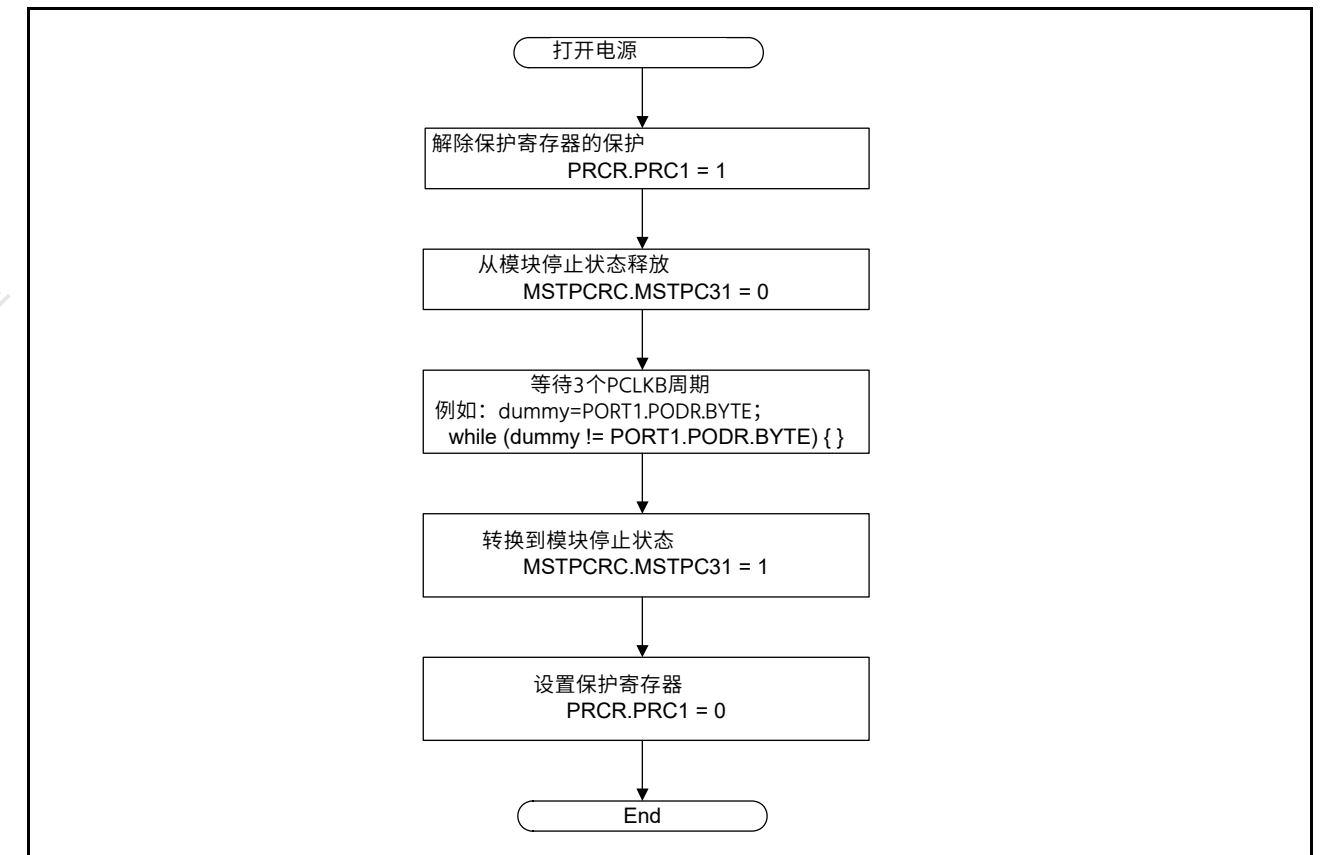 打开电源
解除保护寄存器的保护
PRCR.PRC1 = 1
从模块停止状态释放
MSTPCRC.MSTPC31 = 0
等待3个PCLKB周期
例如：dummy=PORT1.PODR.BYTE；
while (dummy != PORT1.PODR.BYTE) { }
转换到模块停止状态
MSTPCRC.MSTPC31 = 1
设置保护寄存器
PRCR.PRC1 = 0
End